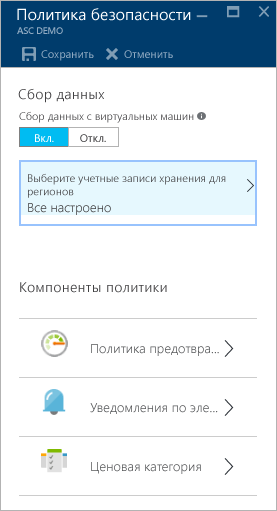 Политика безопасности
ASC DEMO
Сохранить Отменить
Сбор данных
Сбор данных с виртуальных машин
Вкл. Откл.
Выберите учетные записи хранения для
регионов
Все настроено
Компоненты политики
Политика предотвра...
Уведомления по эле...
Ценовая категория